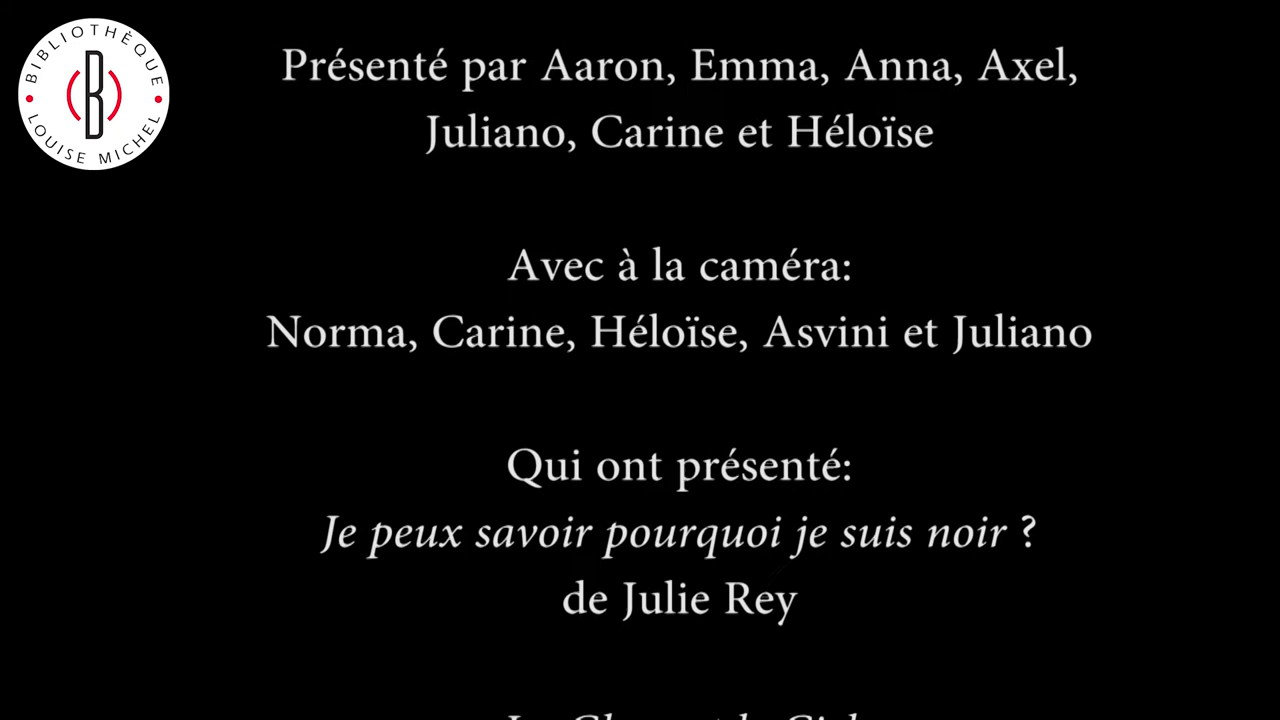 BIBLIOTHÈQUE
LOUISE MICHEL
B
Présenté par Aaron, Emma, Anna, Axel,
Juliano, Carine et Héloïse
Avec à la caméra:
Norma, Carine, Héloïse, Asvini et Juliano
Qui ont présenté:
Je peux savoir pourquoi je suis noir ?
de Julie Rey